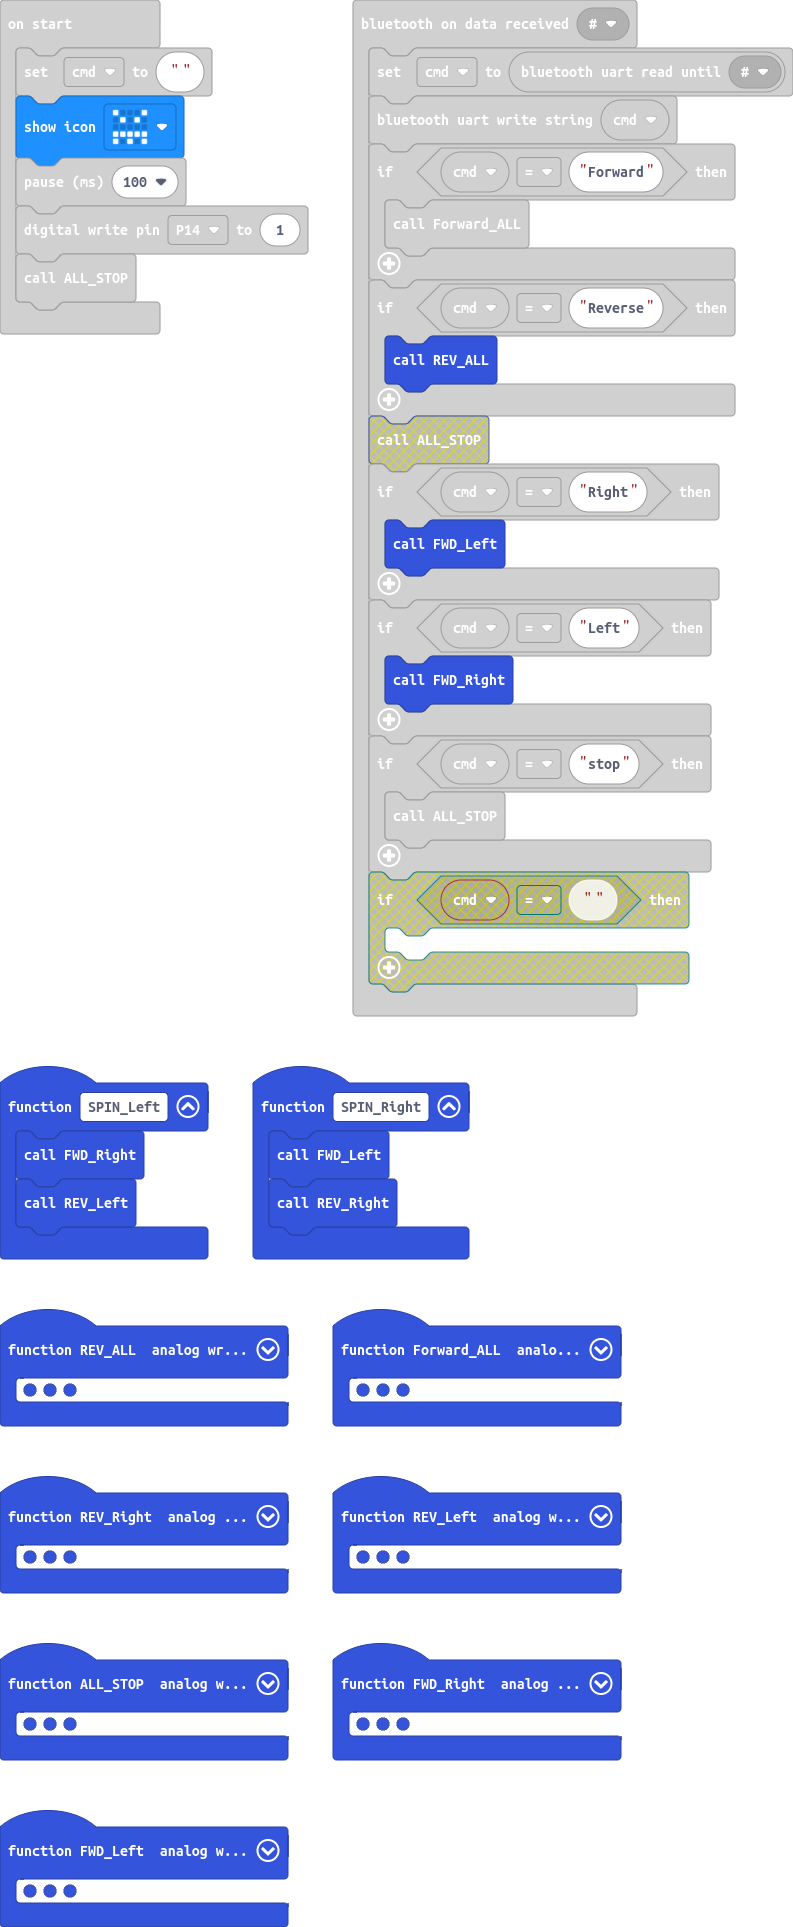 on start
set cmd to " "
show icon
pause (ms) 100
digital write pin P14 to 1
call ALL_STOP
bluetooth on data received #
set cmd to bluetooth uart read until #
bluetooth uart write string cmd
if cmd = "Forward" then
call Forward_ALL
if cmd = "Reverse" then
call REV_ALL
call ALL_STOP
if cmd = "Right" then
call FWD_Left
if cmd = "Left" then
call FWD_Right
if cmd = "stop" then
call ALL_STOP
if cmd = " " then
function SPIN_Left
call FWD_Right
call REV_Left
function SPIN_Right
call FWD_Left
call REV_Right
function REV_ALL analog wr...
function Forward_ALL analo...
function REV_Right analog ...
function REV_Left analog w...
function ALL_STOP analog w...
function FWD_Right analog ...
function FWD_Left analog w...